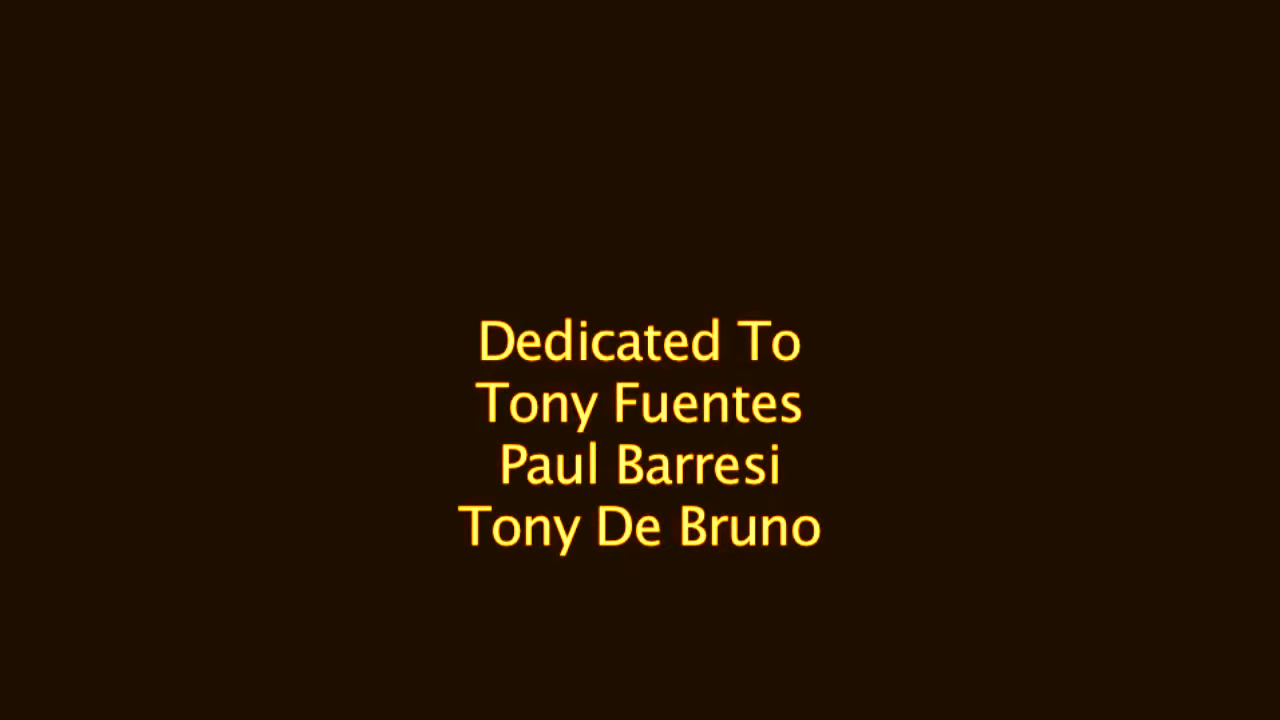 Dedicated To
Tony Fuentes
Paul Barresi
Tony De Bruno